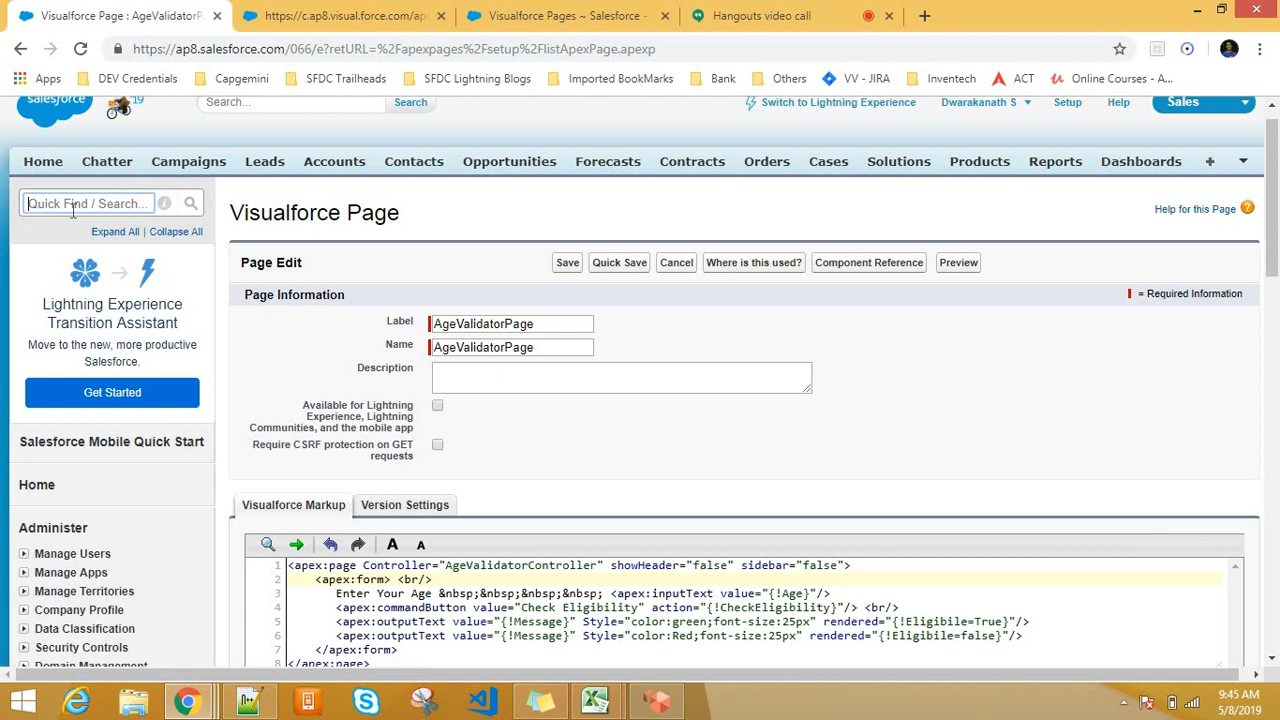 Visualforce Page : AgeValidatorP
https://c.ap8.visual.force.com/ap
Visualforce Pages ~ Salesforce -
Hangouts video call
https://ap8.salesforce.com/066/e?retURL=%2Fapexpages%2Fsetup%2FlistApexPage.apexp
Apps DEV Credentials Capgemini SFDC Trailheads SFDC Lightning Blogs Imported BookMarks Bank Others VV - JIRA Inventech ACT Online Courses - A...
salesforce '19 Search... Search Switch to Lightning Experience Dwarakanath S Setup Help Sales
Home Chatter Campaigns Leads Accounts Contacts Opportunities Forecasts Contracts Orders Cases Solutions Products Reports Dashboards +
Quick Find / Search...
Expand All | Collapse All
Lightning Experience
Transition Assistant
Move to the new, more productive
Salesforce.
Get Started
Salesforce Mobile Quick Start
Home
Administer
Manage Users
Manage Apps
Manage Territories
Company Profile
Data Classification
Security Controls
Domain Management
Visualforce Page
Help for this Page ?
Page Edit Save Quick Save Cancel Where is this used? Component Reference Preview
Page Information = Required Information
Label AgeValidatorPage
Name AgeValidatorPage
Description
Available for Lightning
Experience, Lightning
Communities, and the mobile app
Require CSRF protection on GET
requests
Visualforce Markup Version Settings
A A
1 <apex:page Controller="AgeValidatorController" showHeader="false" sidebar="false">
2 <apex:form> <br/>
3 Enter Your Age &nbsp;&nbsp;&nbsp;&nbsp; <apex:inputText value="{!Age}"/>
4 <apex:commandButton value="Check Eligibility" action="{!CheckEligibility}"/> <br/>
5 <apex:outputText value="{!Message}" Style="color:green;font-size:25px" rendered="{!Eligibile=True}"/>
6 <apex:outputText value="{!Message}" Style="color:Red;font-size:25px" rendered="{!Eligibile=false}"/>
7 </apex:form>
8 </apex:page>
9:45 AM
5/8/2019